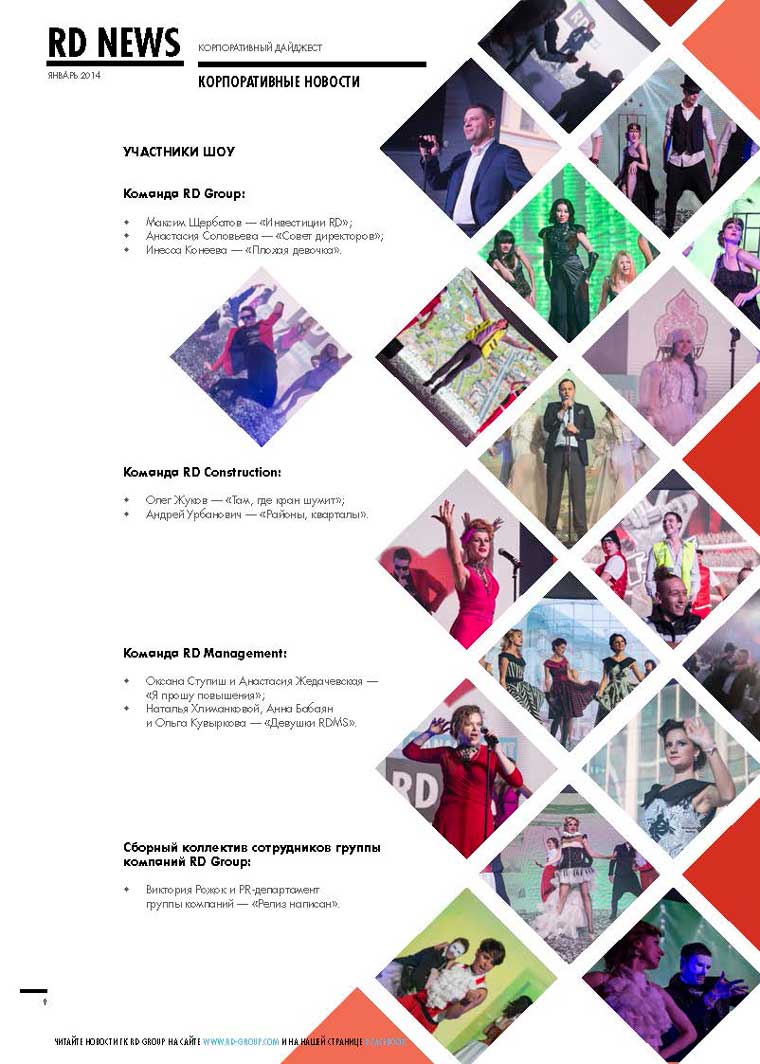 RD NEWS
КОРПОРАТИВНЫЙ ДАЙДЖЕСТ
ЯНВАРЬ 2014
КОРПОРАТИВНЫЕ НОВОСТИ
УЧАСТНИКИ ШОУ
Команда RD Group:
Максим Щербатов — «Инвестиции RD»;
Анастасия Соловьева — «Совет директоров»;
Инесса Конеева — «Плохая девочка».
Команда RD Construction:
Олег Жуков — «Там, где кран шумит»;
Андрей Урбанович — «Районы, кварталы».
Команда RD Management:
Оксана Ступиш и Анастасия Жедачевская —
«Я прошу повышения»;
Наталья Хлиманковой, Анна Бабаян
и Ольга Кувыркова — «Девушки RDMS».
RD
Сборный коллектив сотрудников группы
компаний RD Group:
Виктория Рожок и PR-департамент
группы компаний — «Релиз написан».
ЧИТАЙТЕ НОВОСТИ ГК RD GROUP НА САЙТЕ WWW.RD-GROUP.COM И НА НАШЕЙ СТРАНИЦЕ В FACEBOOK